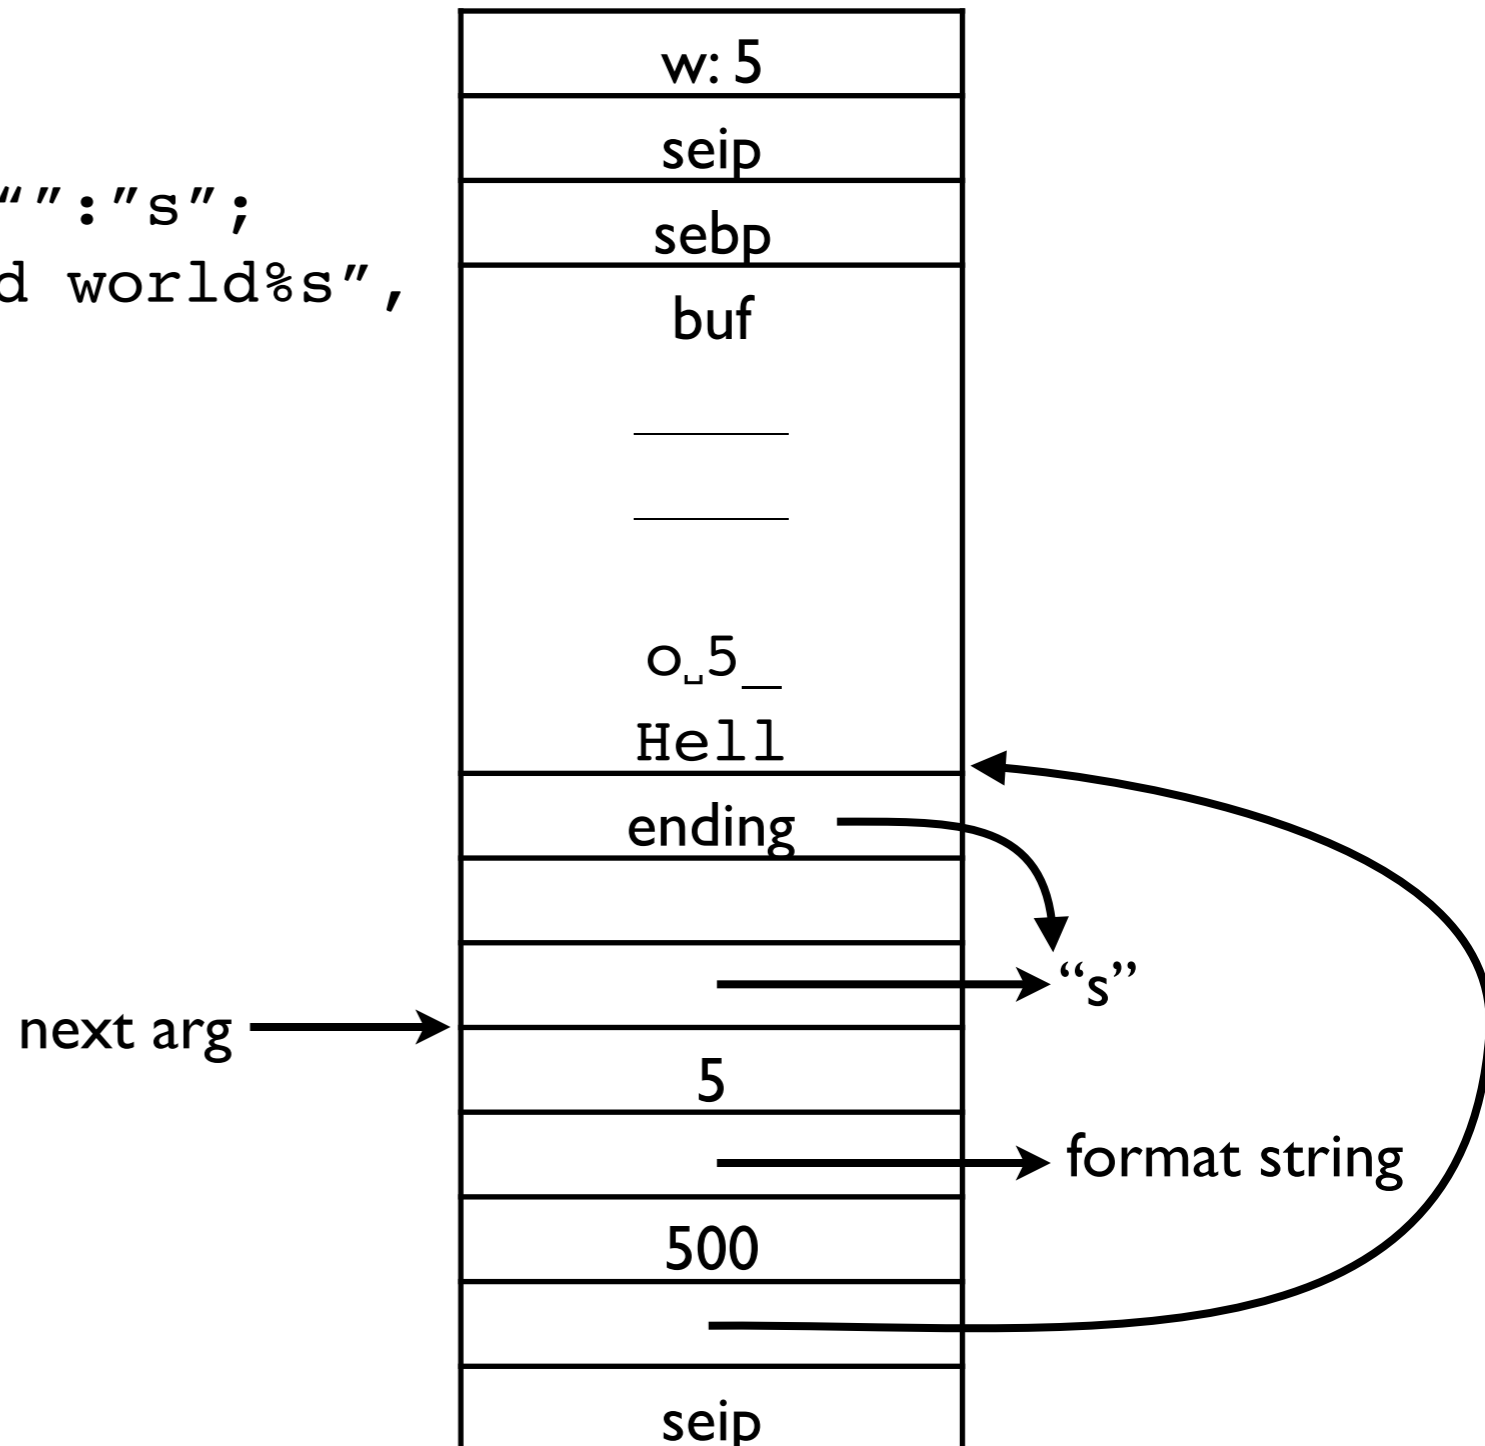 w: 5
seip
“”:”s”;
sebp
d world%s”,
buf
o␣5_
Hell
ending
“s”
next arg
5
format string
500
seip